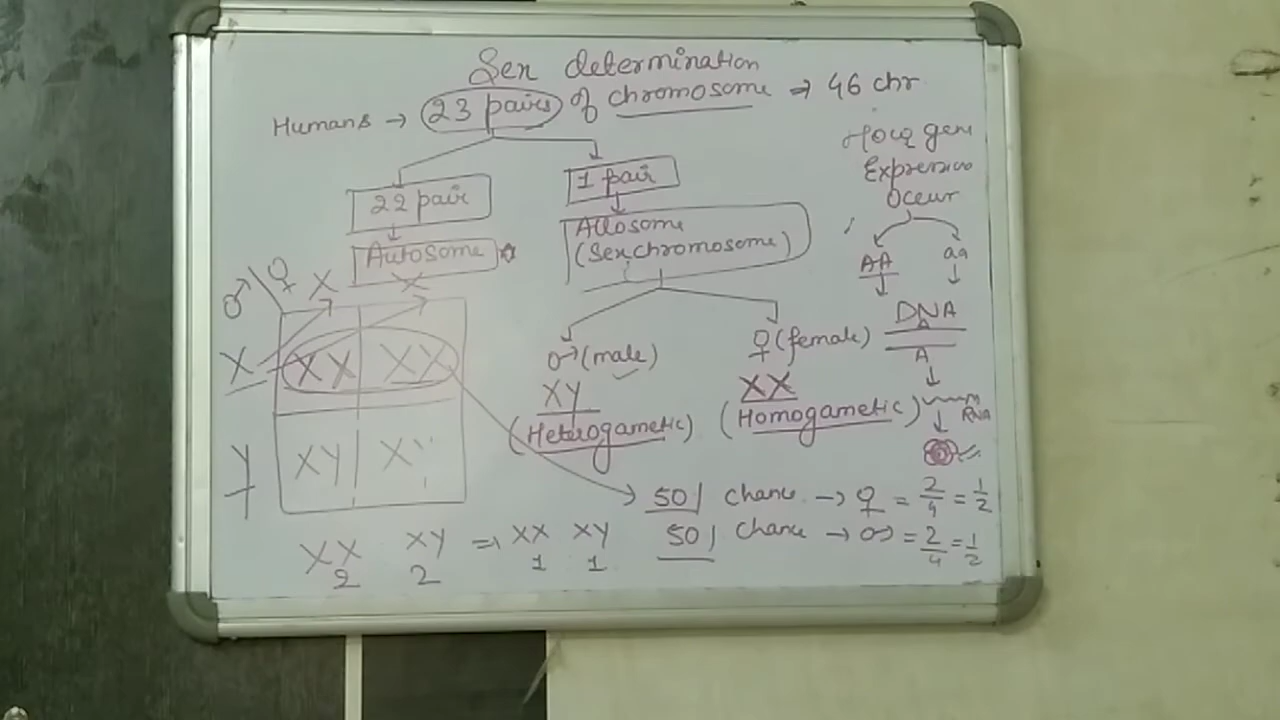 Sex determination
Humans → 23 pairs of chromosome ⇒ 46 chr
22 pair
Autosome
1 pair
Allosome
(Sex chromosome)
♂ (male)
XY
(Heterogametic)
♀ (female)
XX
(Homogametic)
How gene
Expression
Occur
AA aa
DNA
A
RNA
♂ ♀ X X
X XX XX
Y XY XY
XX XY ⇒ XX XY
2 2 1 1
50/ chance → ♀ = 2/4 = 1/2
50/ chance → ♂ = 2/4 = 1/2